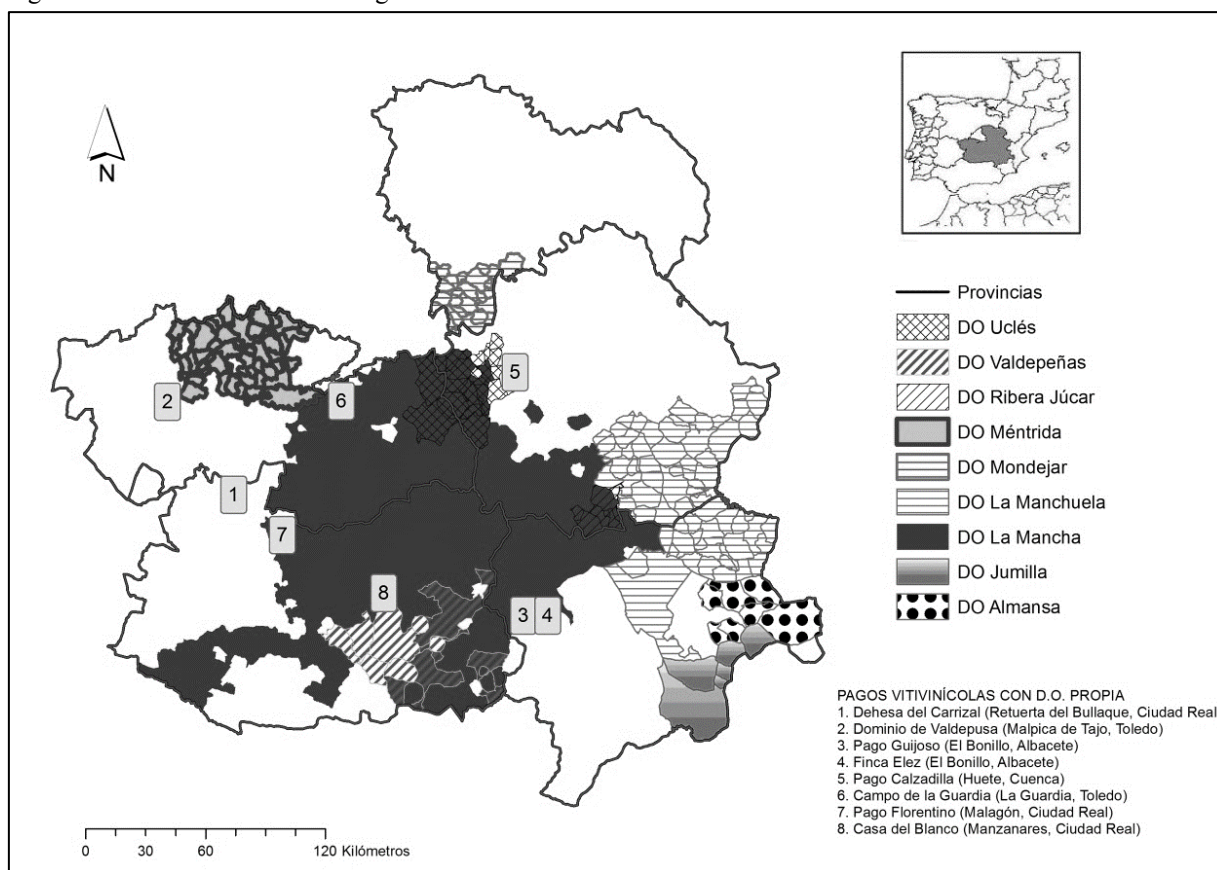 N
1
2
3
4
5
6
7
8
0 30 60 120 Kilómetros
Provincias
DO Uclés
DO Valdepeñas
DO Ribera Júcar
DO Méntrida
DO Mondejar
DO La Manchuela
DO La Mancha
DO Jumilla
DO Almansa
PAGOS VITIVINÍCOLAS CON D.O. PROPIA
1. Dehesa del Carrizal (Retuerta del Bullaque, Ciudad Real
2. Dominio de Valdepusa (Malpica de Tajo, Toledo)
3. Pago Guijoso (El Bonillo, Albacete)
4. Finca Elez (El Bonillo, Albacete)
5. Pago Calzadilla (Huete, Cuenca)
6. Campo de la Guardia (La Guardia, Toledo)
7. Pago Florentino (Malagón, Ciudad Real)
8. Casa del Blanco (Manzanares, Ciudad Real)